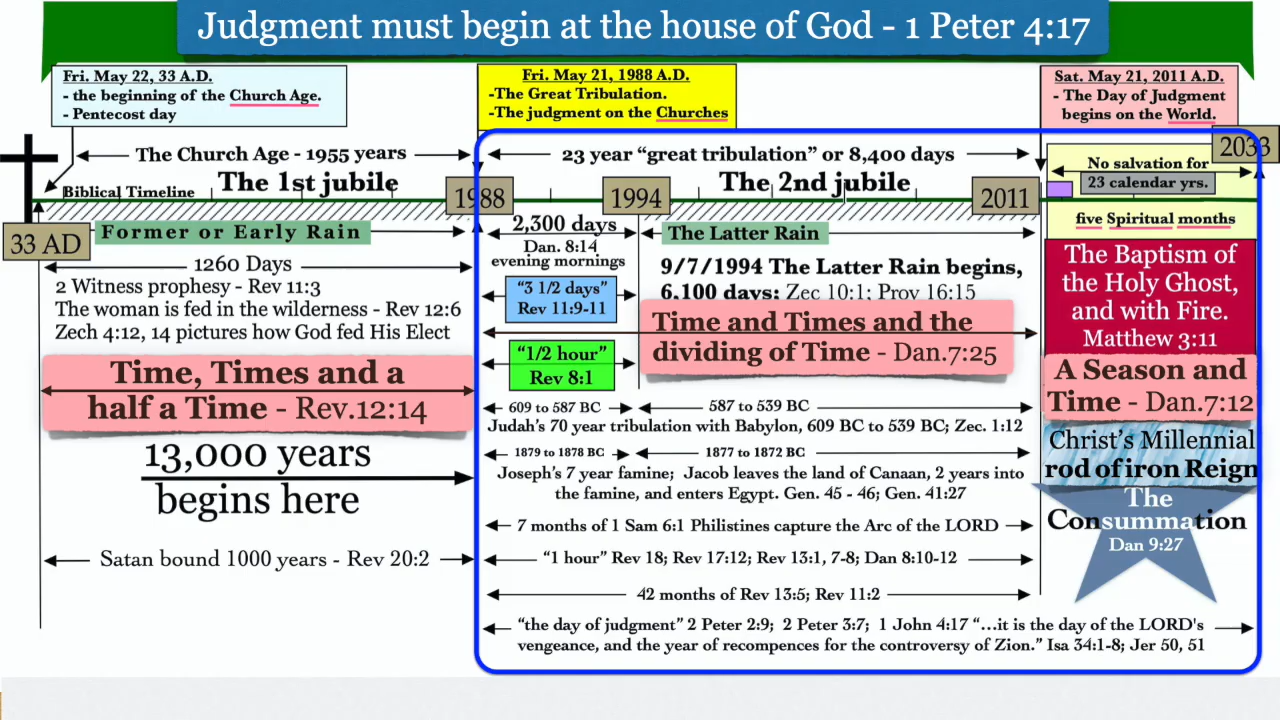 Judgment must begin at the house of God - 1 Peter 4:17
Fri. May 22, 33 A.D.
- the beginning of the Church Age.
- Pentecost day
Fri. May 21, 1988 A.D.
-The Great Tribulation.
-The judgment on the Churches
Sat. May 21, 2011 A.D.
- The Day of Judgment
begins on the World.
2033
The Church Age - 1955 years
23 year “great tribulation” or 8,400 days
No salvation for
23 calendar yrs.
Biblical Timeline
The 1st jubile
1988
1994
The 2nd jubile
2011
33 AD
Former or Early Rain
2,300 days
Dan. 8:14
evening mornings
The Latter Rain
five Spiritual months
1260 Days
2 Witness prophesy - Rev 11:3
The woman is fed in the wilderness - Rev 12:6
Zech 4:12, 14 pictures how God fed His Elect
“3 1/2 days”
Rev 11:9-11
9/7/1994 The Latter Rain begins,
6,100 days; Zec 10:1; Prov 16:15
The Baptism of
the Holy Ghost,
and with Fire.
Matthew 3:11
Time, Times and a
half a Time - Rev.12:14
“1/2 hour”
Rev 8:1
Time and Times and the
dividing of Time - Dan.7:25
A Season and
Time - Dan.7:12
609 to 587 BC
587 to 539 BC
Judah's 70 year tribulation with Babylon, 609 BC to 539 BC; Zec. 1:12
Christ's Millennial
rod of iron Reign
13,000 years
begins here
1879 to 1878 BC
1877 to 1872 BC
Joseph's 7 year famine; Jacob leaves the land of Canaan, 2 years into
the famine, and enters Egypt. Gen. 45 - 46; Gen. 41:27
The
Consummation
Dan 9:27
7 months of 1 Sam 6:1 Philistines capture the Arc of the LORD
Satan bound 1000 years - Rev 20:2
“1 hour” Rev 18; Rev 17:12; Rev 13:1, 7-8; Dan 8:10-12
42 months of Rev 13:5; Rev 11:2
“the day of judgment” 2 Peter 2:9; 2 Peter 3:7; 1 John 4:17 “...it is the day of the LORD's
vengeance, and the year of recompences for the controversy of Zion.” Isa 34:1-8; Jer 50, 51